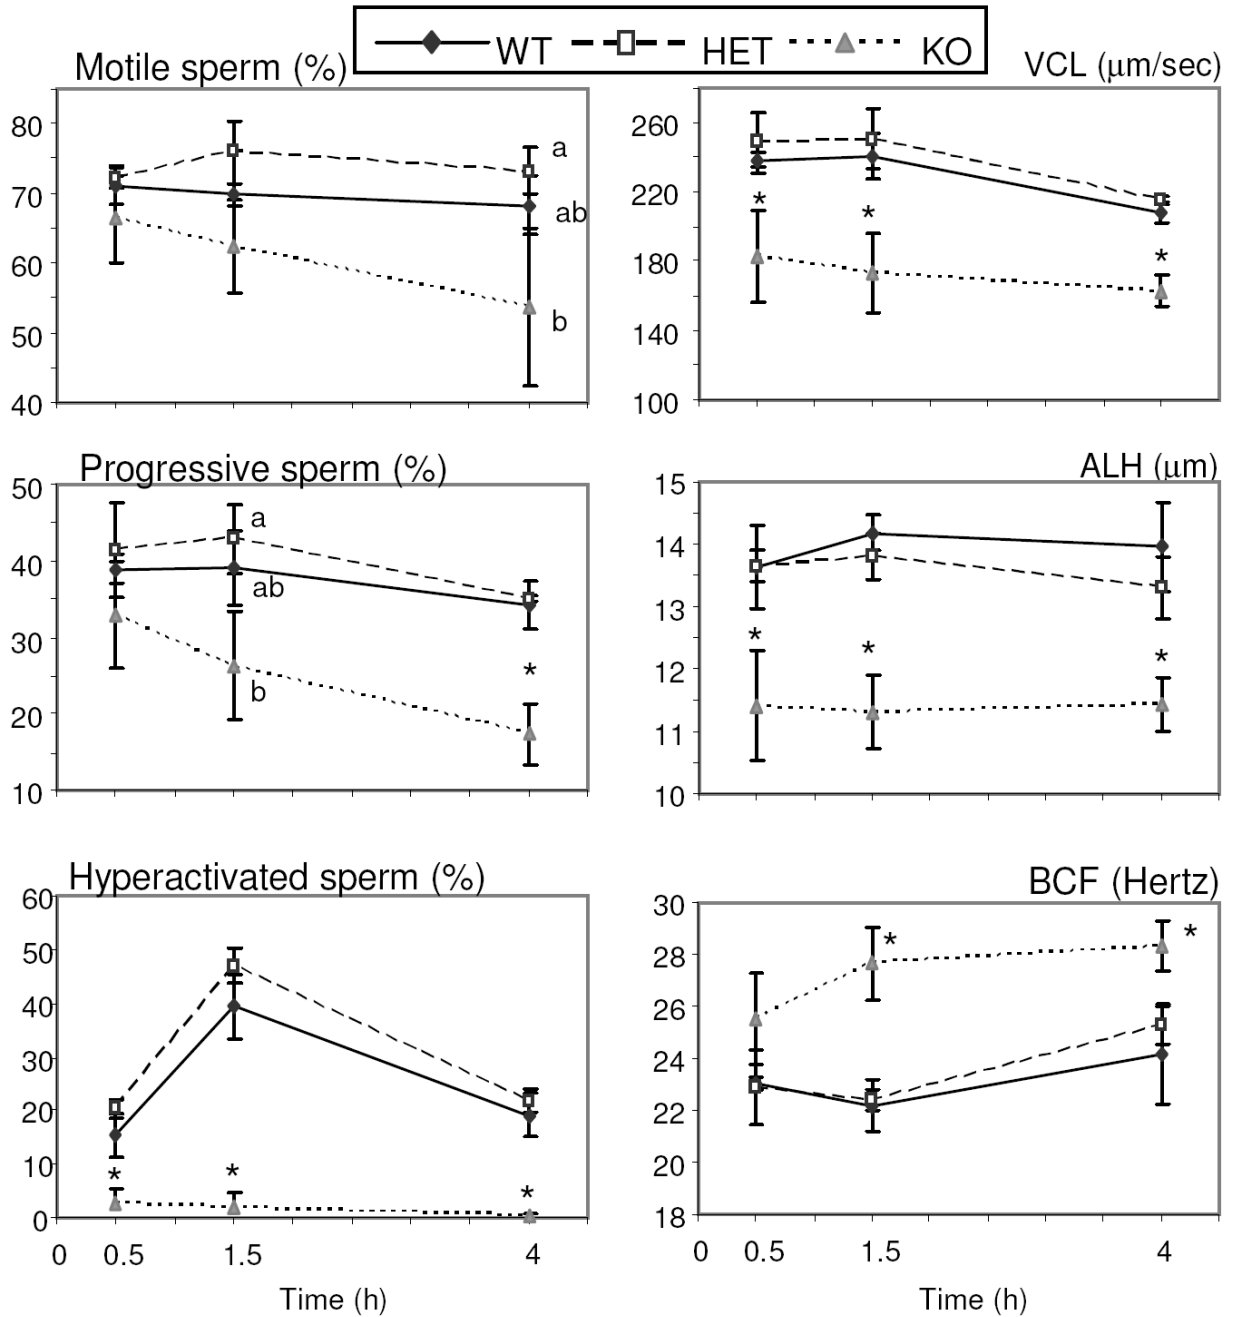 WT HET KO
Motile sperm (%)
80
70
60
50
40
a
ab
b
VCL (μm/sec)
260
220
180
140
100
*
*
*
Progressive sperm (%)
50
40
30
20
10
a
ab
b
*
ALH (μm)
15
14
13
12
11
10
*
*
*
Hyperactivated sperm (%)
60
50
40
30
20
10
0
*
*
*
0 0.5 1.5 4
Time (h)
BCF (Hertz)
30
28
26
24
22
20
18
*
*
0 0.5 1.5 4
Time (h)